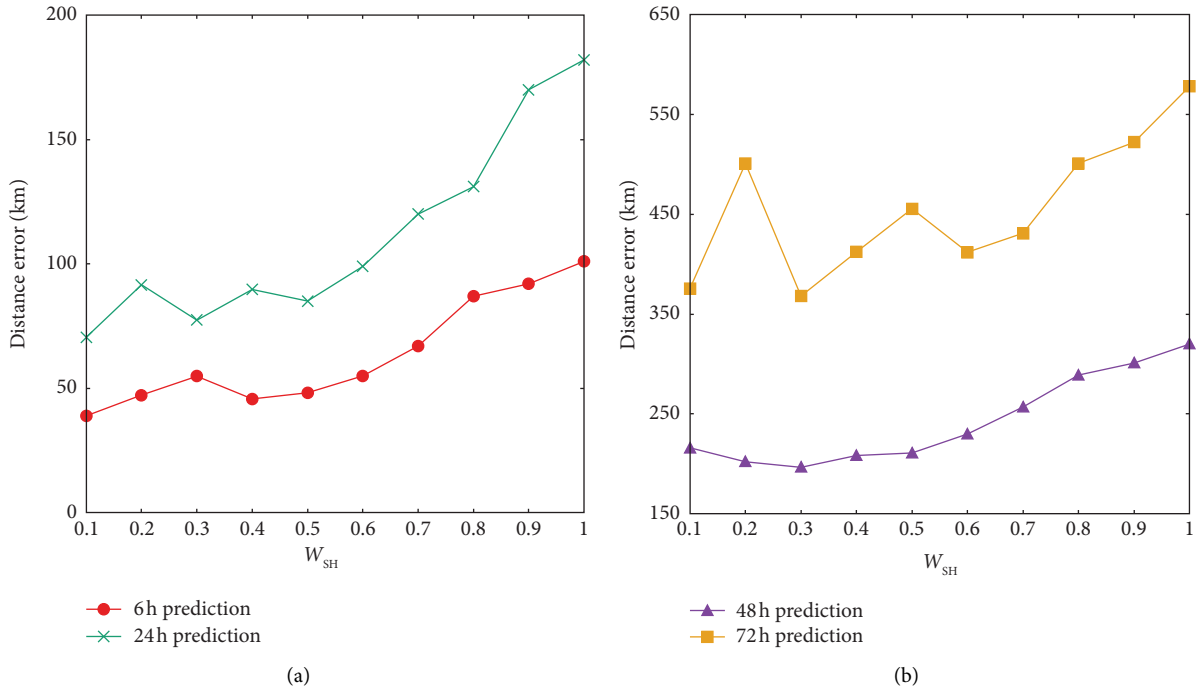 200
150
100
50
0
Distance error (km)
0.1 0.2 0.3 0.4 0.5 0.6 0.7 0.8 0.9 1
W_SH
6 h prediction
24 h prediction
(a)
650
550
450
350
250
150
Distance error (km)
0.1 0.2 0.3 0.4 0.5 0.6 0.7 0.8 0.9 1
W_SH
48 h prediction
72 h prediction
(b)